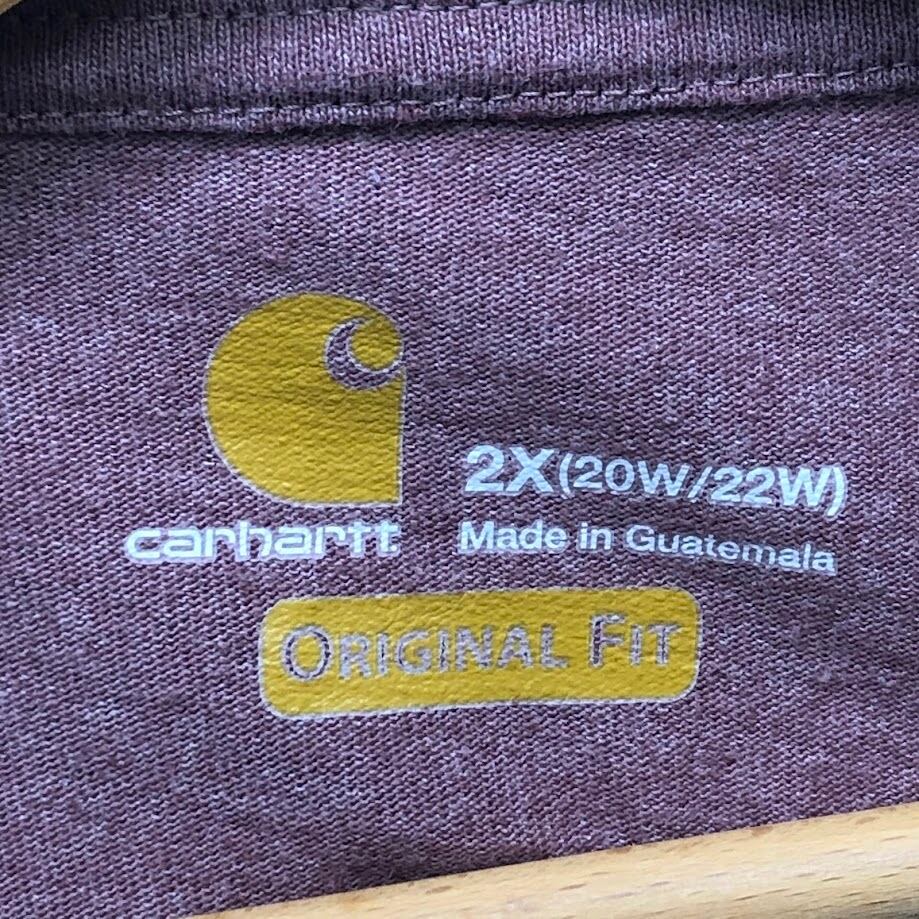 2X(20W/22W)
carhartt
Made in Guatemala
ORIGINAL FIT